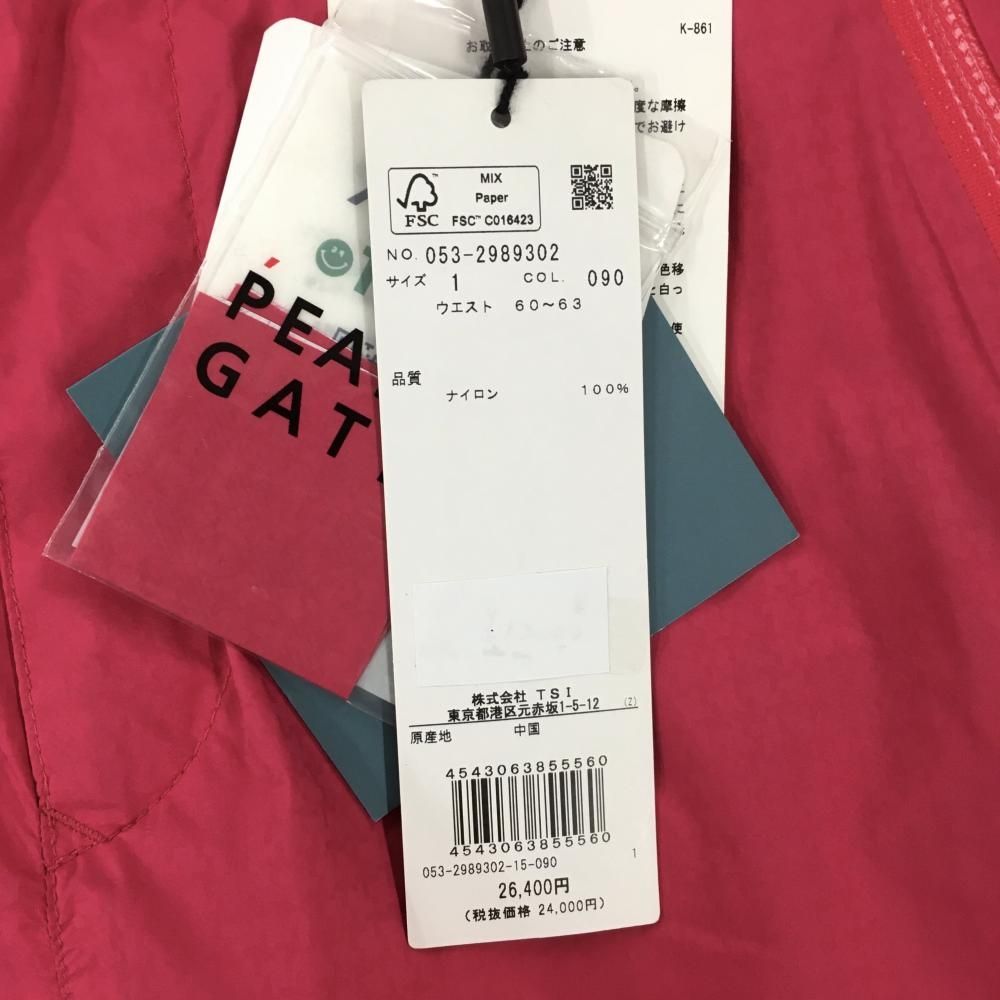 K-861
のご注意
度な摩擦
でお避け
色移
と白っ
使
PEA
GAT
MIX
Paper
FSC™ C016423
FSC
NO. 053-2989302
サイズ 1 COL. 090
ウエスト 60～63
品質
ナイロン 100%
株式会社 TSI
東京都港区元赤坂1-5-12 (Z)
原産地 中国
4543063855560
4543063855560
053-2989302-15-090 1
26,400円
(税抜価格 24,000円)